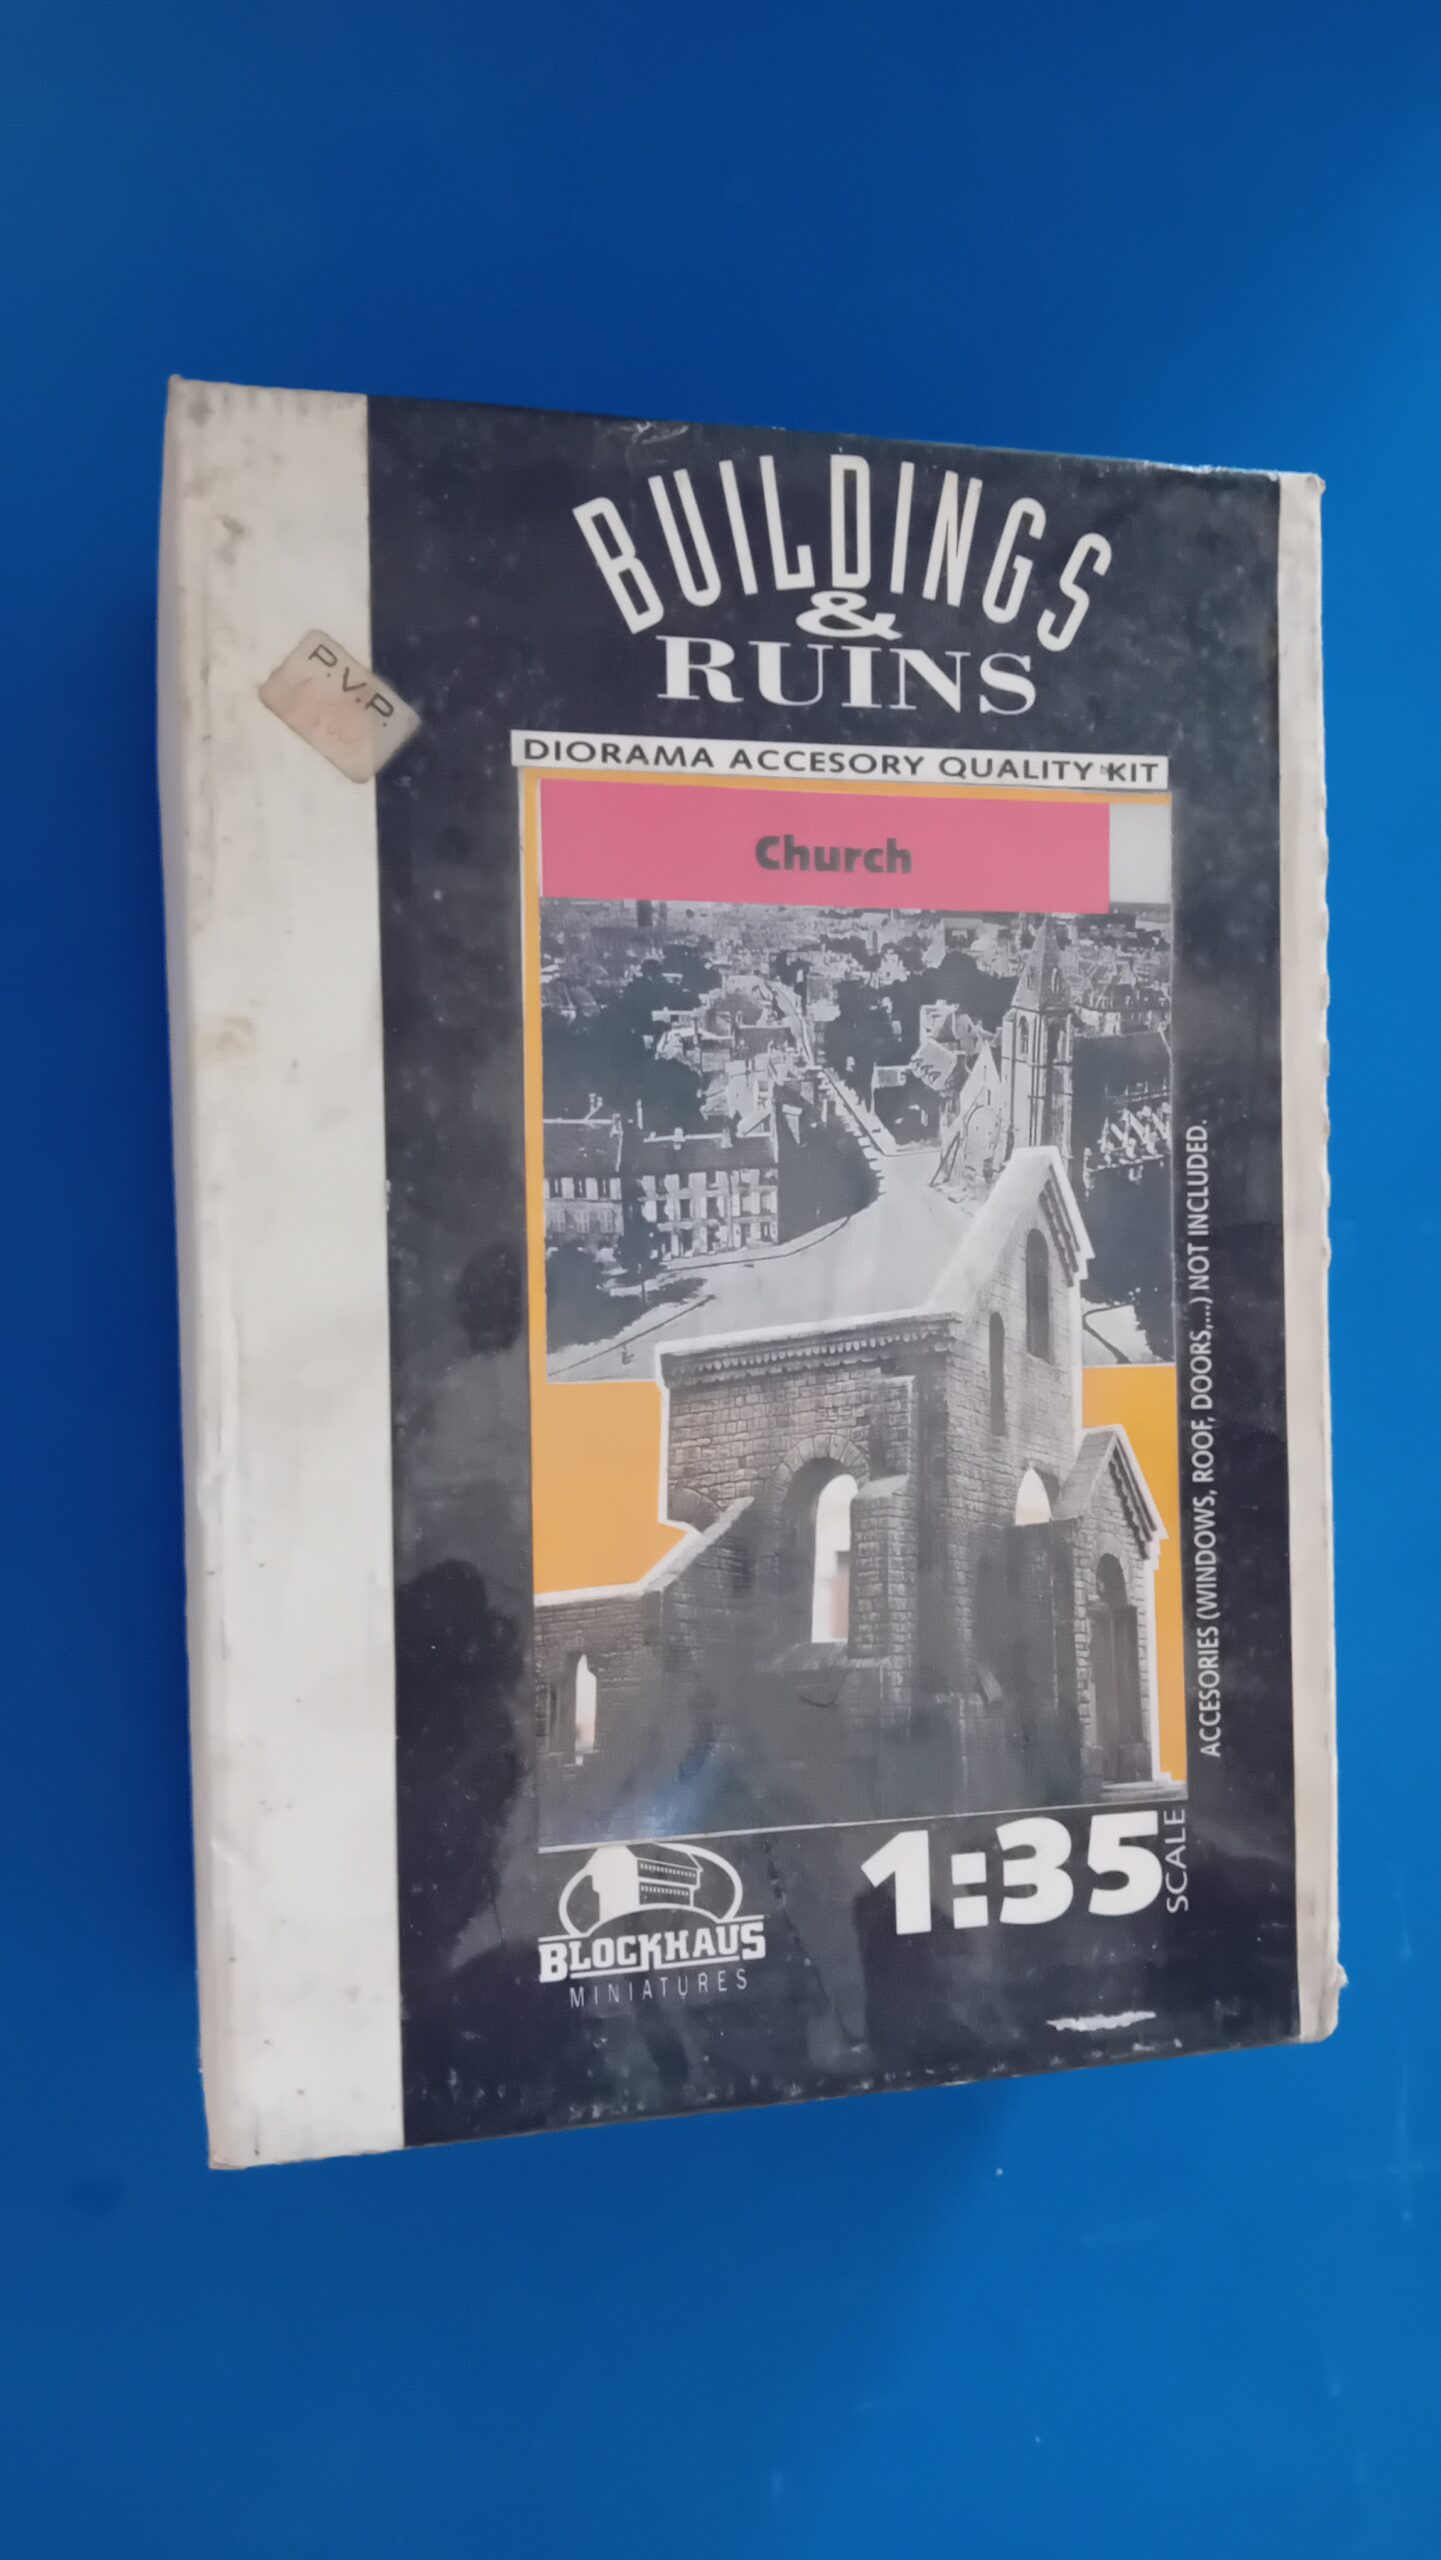 BUILDINGS
&
RUINS
DIORAMA ACCESORY QUALITY KIT
Church
P.V.P.
ACCESORIES (WINDOWS, ROOF, DOORS,...) NOT INCLUDED.
1:35
SCALE
BLOCKHAUS
MINIATURES